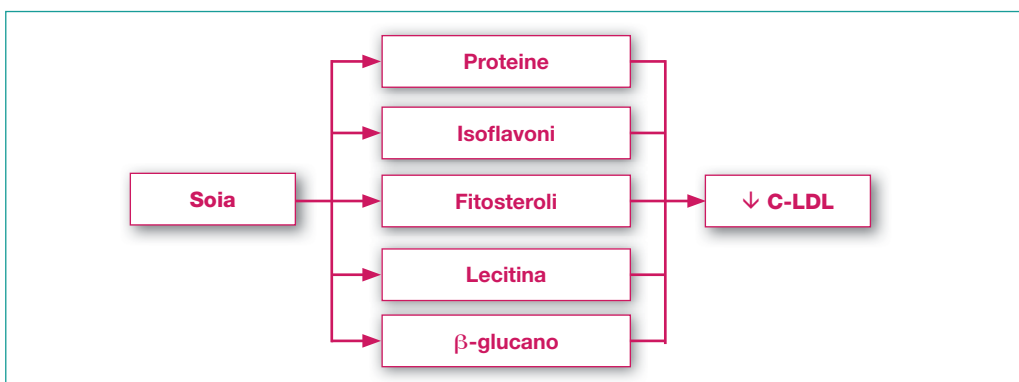 Proteine
Isoflavoni
Soia
Fitosteroli
↓ C-LDL
Lecitina
β-glucano